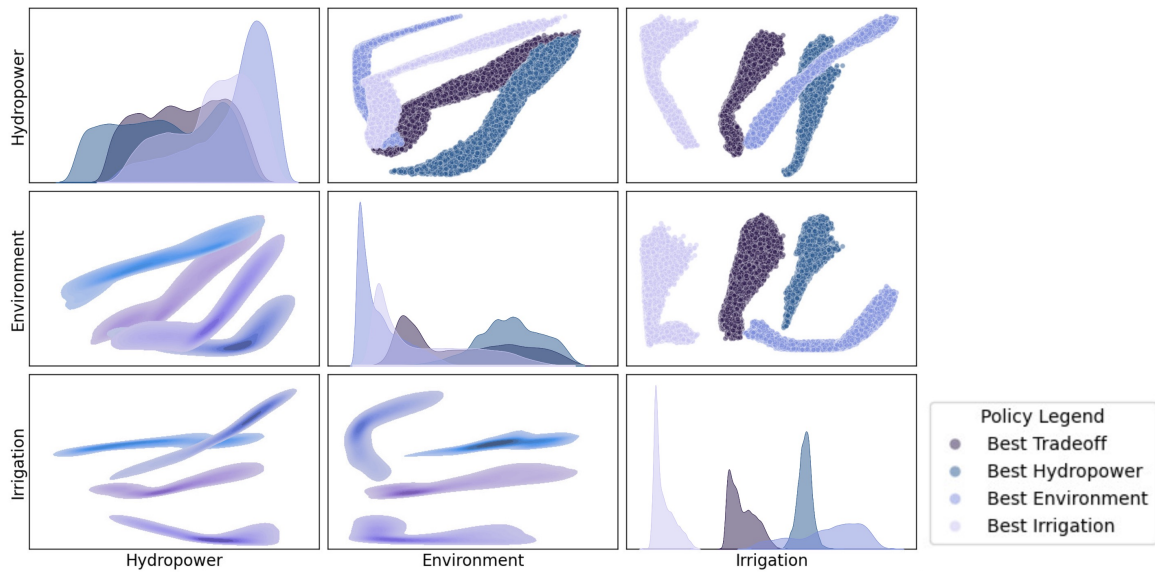 Hydropower
Environment
Irrigation
Hydropower
Environment
Irrigation
Policy Legend
Best Tradeoff
Best Hydropower
Best Environment
Best Irrigation